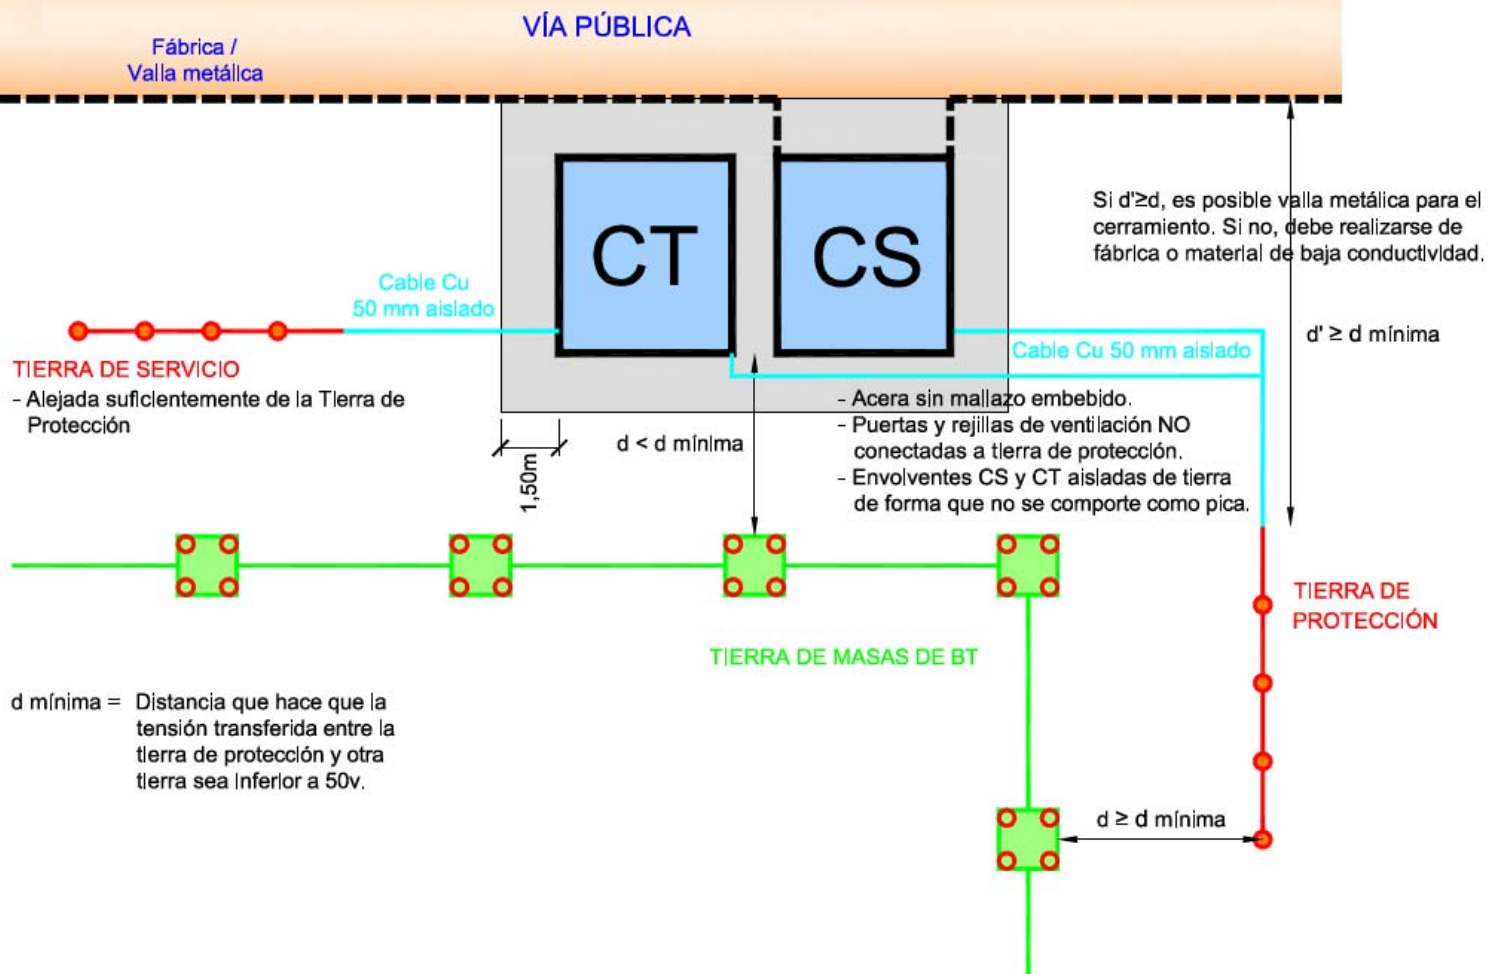 VÍA PÚBLICA
Fábrica /
Valla metálica
CT
CS
Si d'≥d, es posible valla metálica para el
cerramiento. Si no, debe realizarse de
fábrica o material de baja conductividad.
Cable Cu
50 mm aislado
d' ≥ d mínima
Cable Cu 50 mm aislado
TIERRA DE SERVICIO
- Alejada suficientemente de la Tierra de
Protección
- Acera sin mallazo embebido.
- Puertas y rejillas de ventilación NO
conectadas a tierra de protección.
- Envolventes CS y CT aisladas de tierra
de forma que no se comporte como pica.
d < d mínima
1,50m
TIERRA DE
PROTECCIÓN
TIERRA DE MASAS DE BT
d mínima = Distancia que hace que la
tensión transferida entre la
tierra de protección y otra
tierra sea inferior a 50v.
d ≥ d mínima